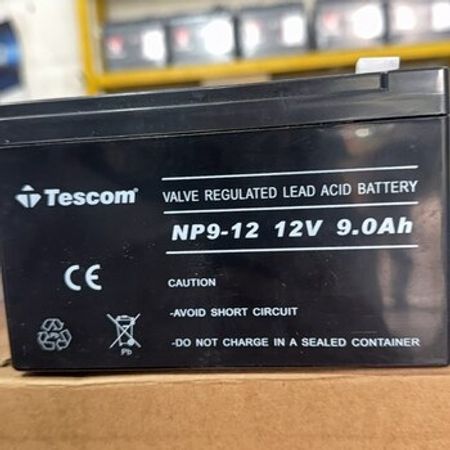 Tescom®
VALVE REGULATED LEAD ACID BATTERY
NP9-12 12V 9.0Ah
CE
CAUTION
-AVOID SHORT CIRCUIT
-DO NOT CHARGE IN A SEALED CONTAINER
Pb